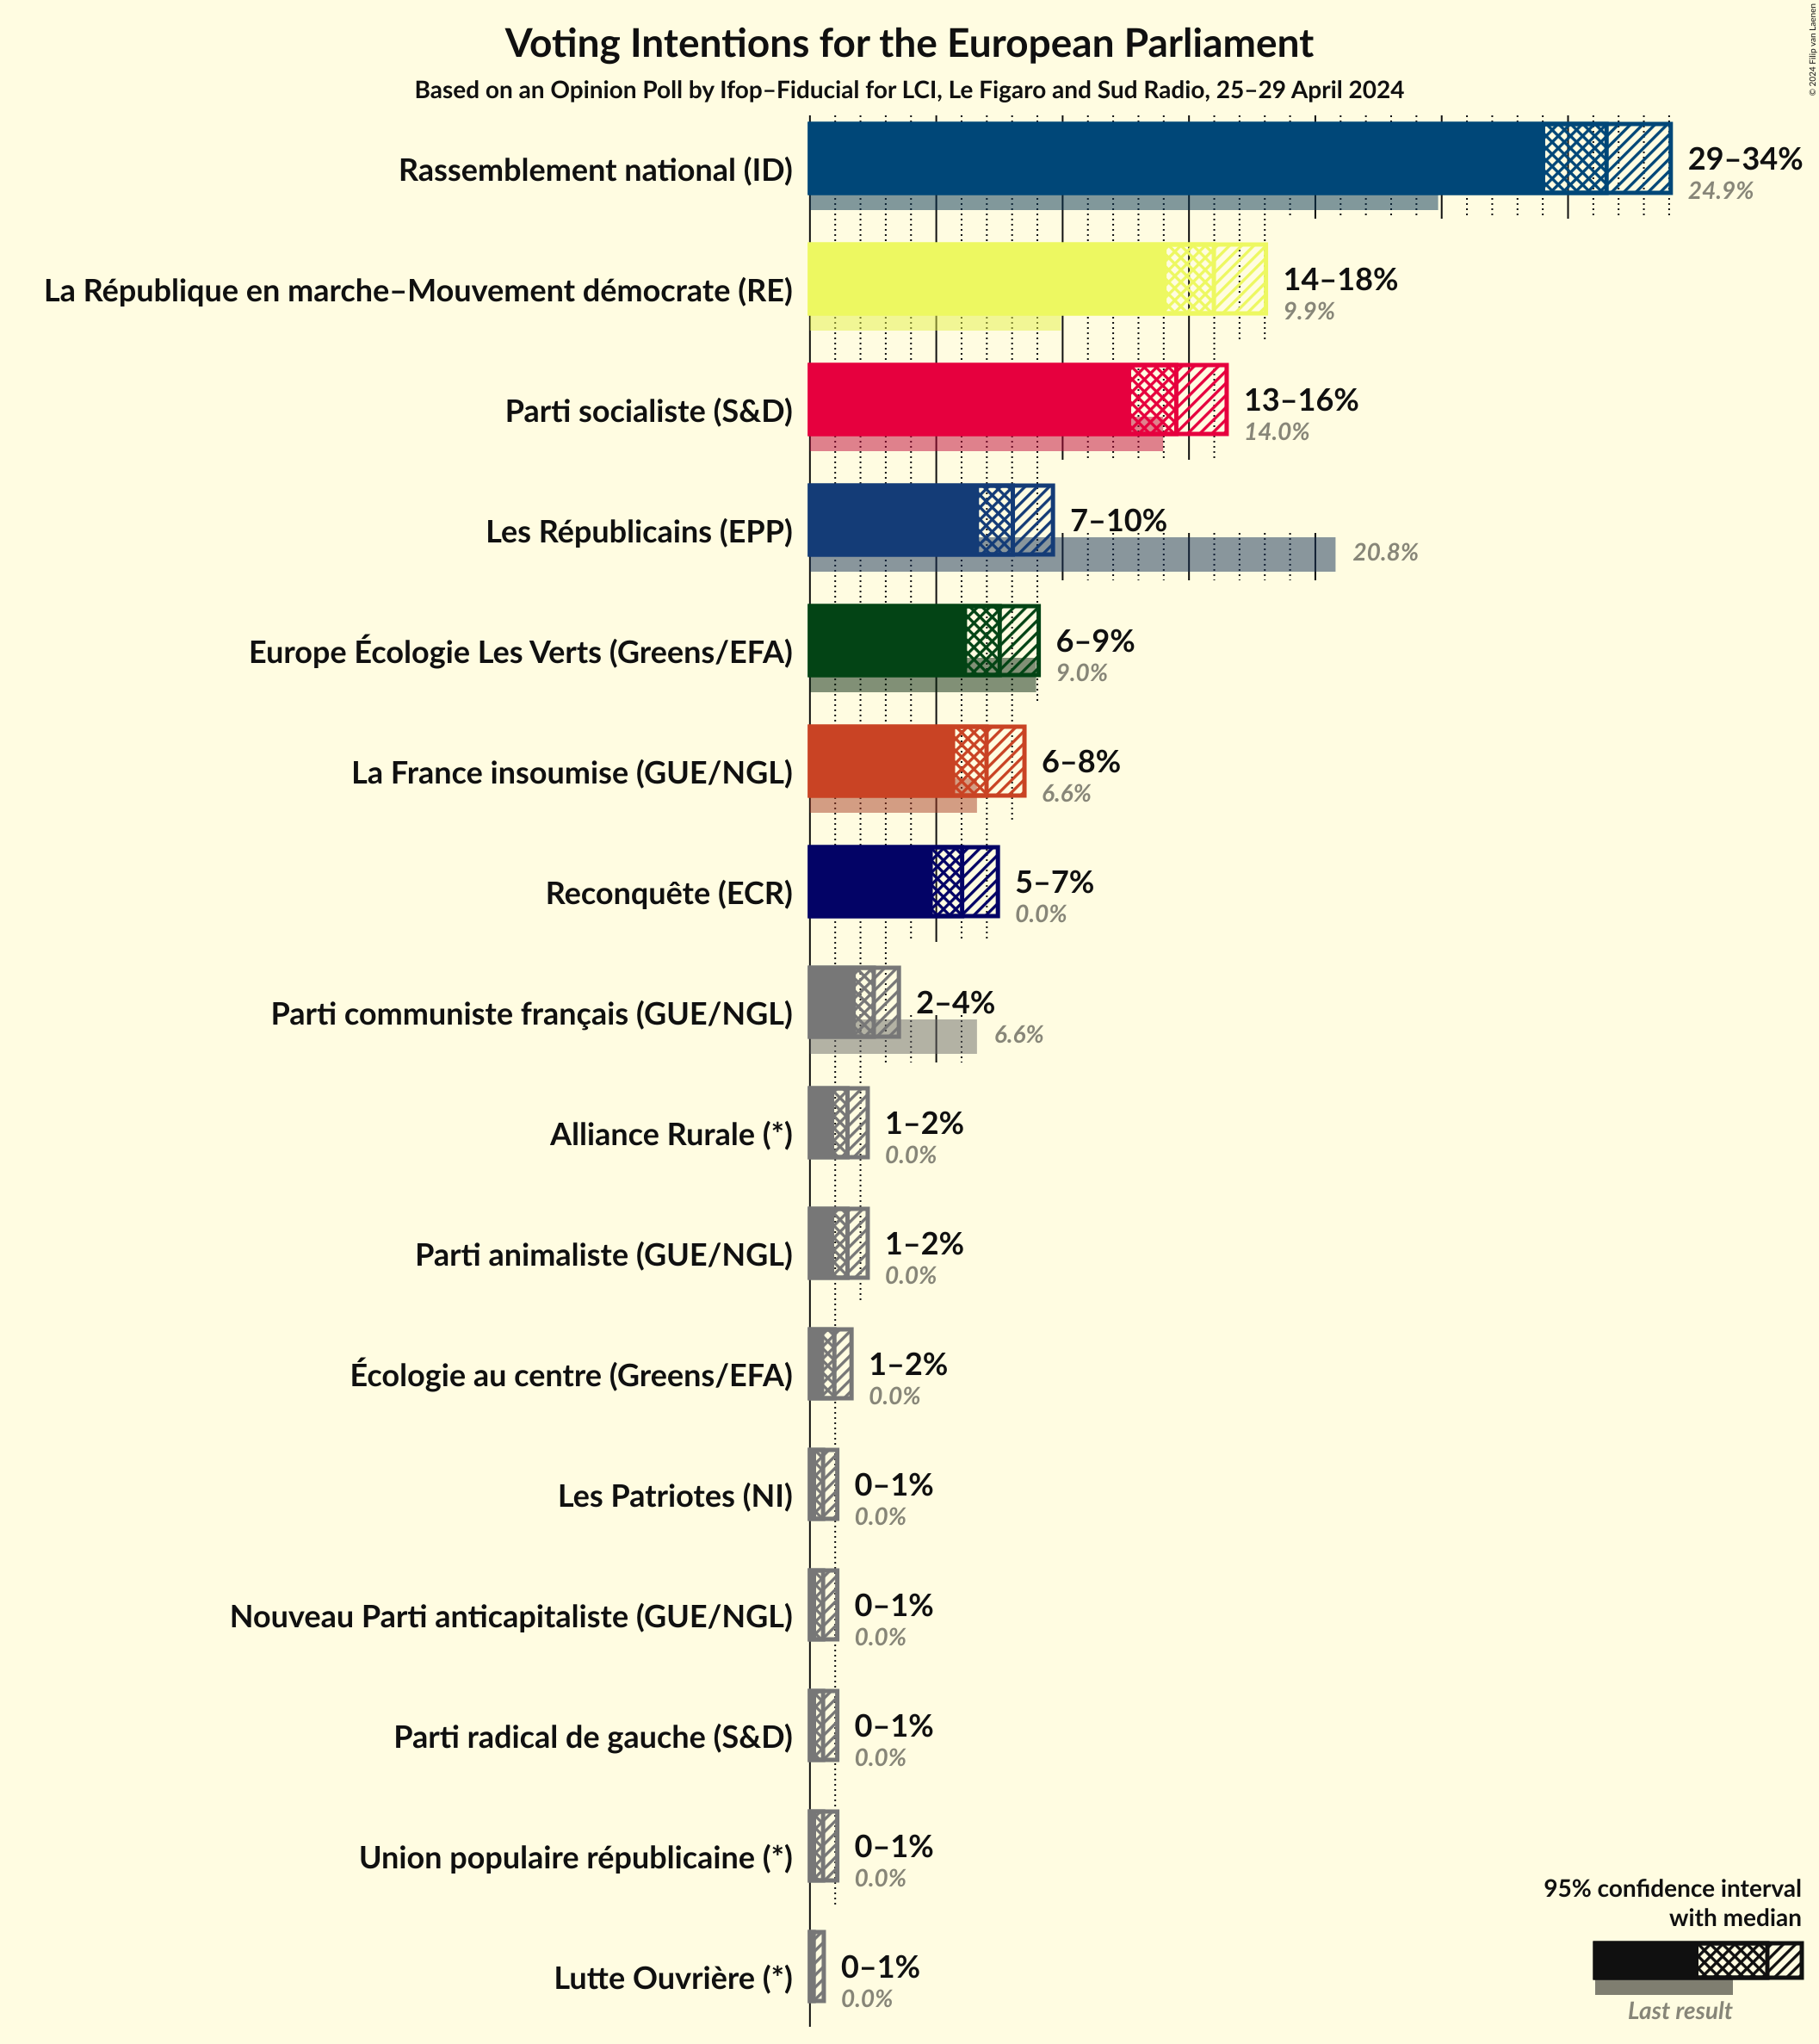 Voting Intentions for the European Parliament
Based on an Opinion Poll by Ifop–Fiducial for LCI, Le Figaro and Sud Radio, 25–29 April 2024
© 2024 Filip van Laenen
Rassemblement national (ID)
29–34%
24.9%
La République en marche–Mouvement démocrate (RE)
14–18%
9.9%
Parti socialiste (S&D)
13–16%
14.0%
Les Républicains (EPP)
7–10%
20.8%
Europe Écologie Les Verts (Greens/EFA)
6–9%
9.0%
La France insoumise (GUE/NGL)
6–8%
6.6%
Reconquête (ECR)
5–7%
0.0%
Parti communiste français (GUE/NGL)
2–4%
6.6%
Alliance Rurale (*)
1–2%
0.0%
Parti animaliste (GUE/NGL)
1–2%
0.0%
Écologie au centre (Greens/EFA)
1–2%
0.0%
Les Patriotes (NI)
0–1%
0.0%
Nouveau Parti anticapitaliste (GUE/NGL)
0–1%
0.0%
Parti radical de gauche (S&D)
0–1%
0.0%
Union populaire républicaine (*)
0–1%
0.0%
Lutte Ouvrière (*)
0–1%
0.0%
95% confidence interval
with median
Last result